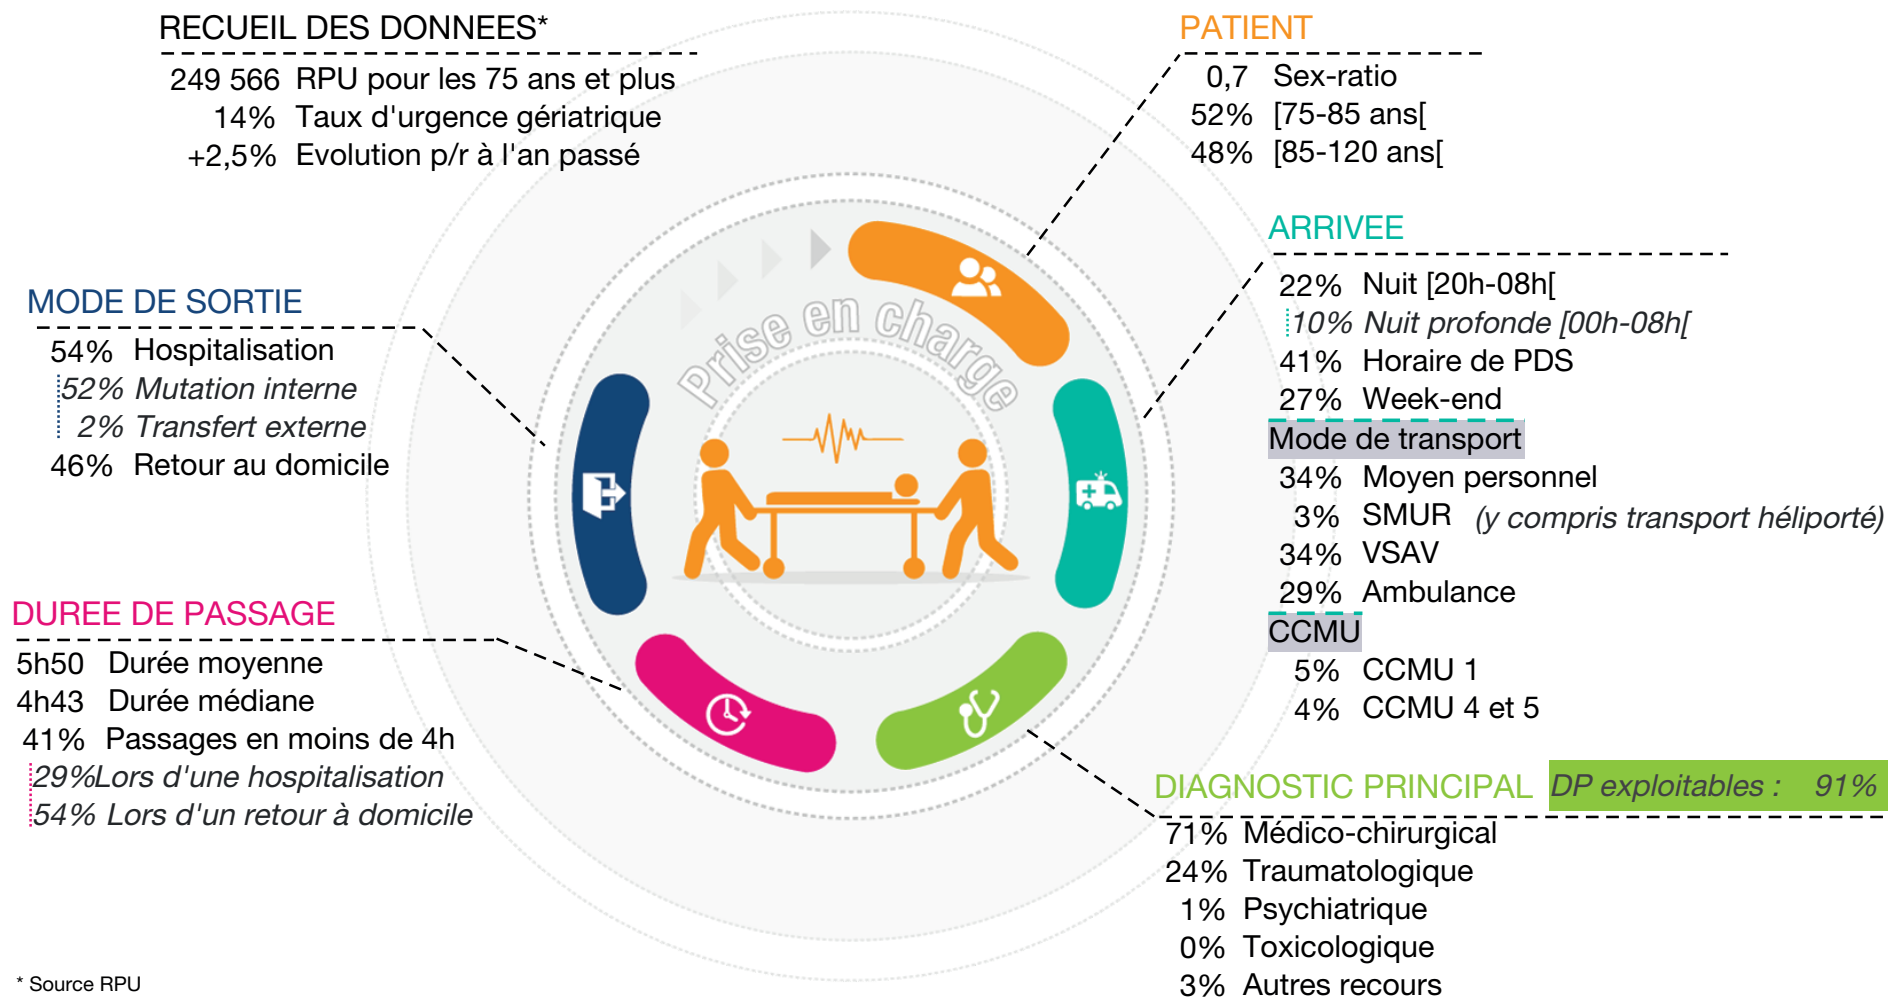 RECUEIL DES DONNEES*
249 566 RPU pour les 75 ans et plus
14% Taux d'urgence gériatrique
+2,5% Evolution p/r à l'an passé
PATIENT
0,7 Sex-ratio
52% [75-85 ans[
48% [85-120 ans[
ARRIVEE
22% Nuit [20h-08h[
10% Nuit profonde [00h-08h[
41% Horaire de PDS
27% Week-end
Mode de transport
34% Moyen personnel
3% SMUR (y compris transport héliporté)
34% VSAV
29% Ambulance
CCMU
5% CCMU 1
4% CCMU 4 et 5
Prise en charge
MODE DE SORTIE
54% Hospitalisation
52% Mutation interne
2% Transfert externe
46% Retour au domicile
DUREE DE PASSAGE
5h50 Durée moyenne
4h43 Durée médiane
41% Passages en moins de 4h
29%Lors d'une hospitalisation
54% Lors d'un retour à domicile
DIAGNOSTIC PRINCIPAL DP exploitables : 91%
71% Médico-chirurgical
24% Traumatologique
1% Psychiatrique
0% Toxicologique
3% Autres recours
* Source RPU